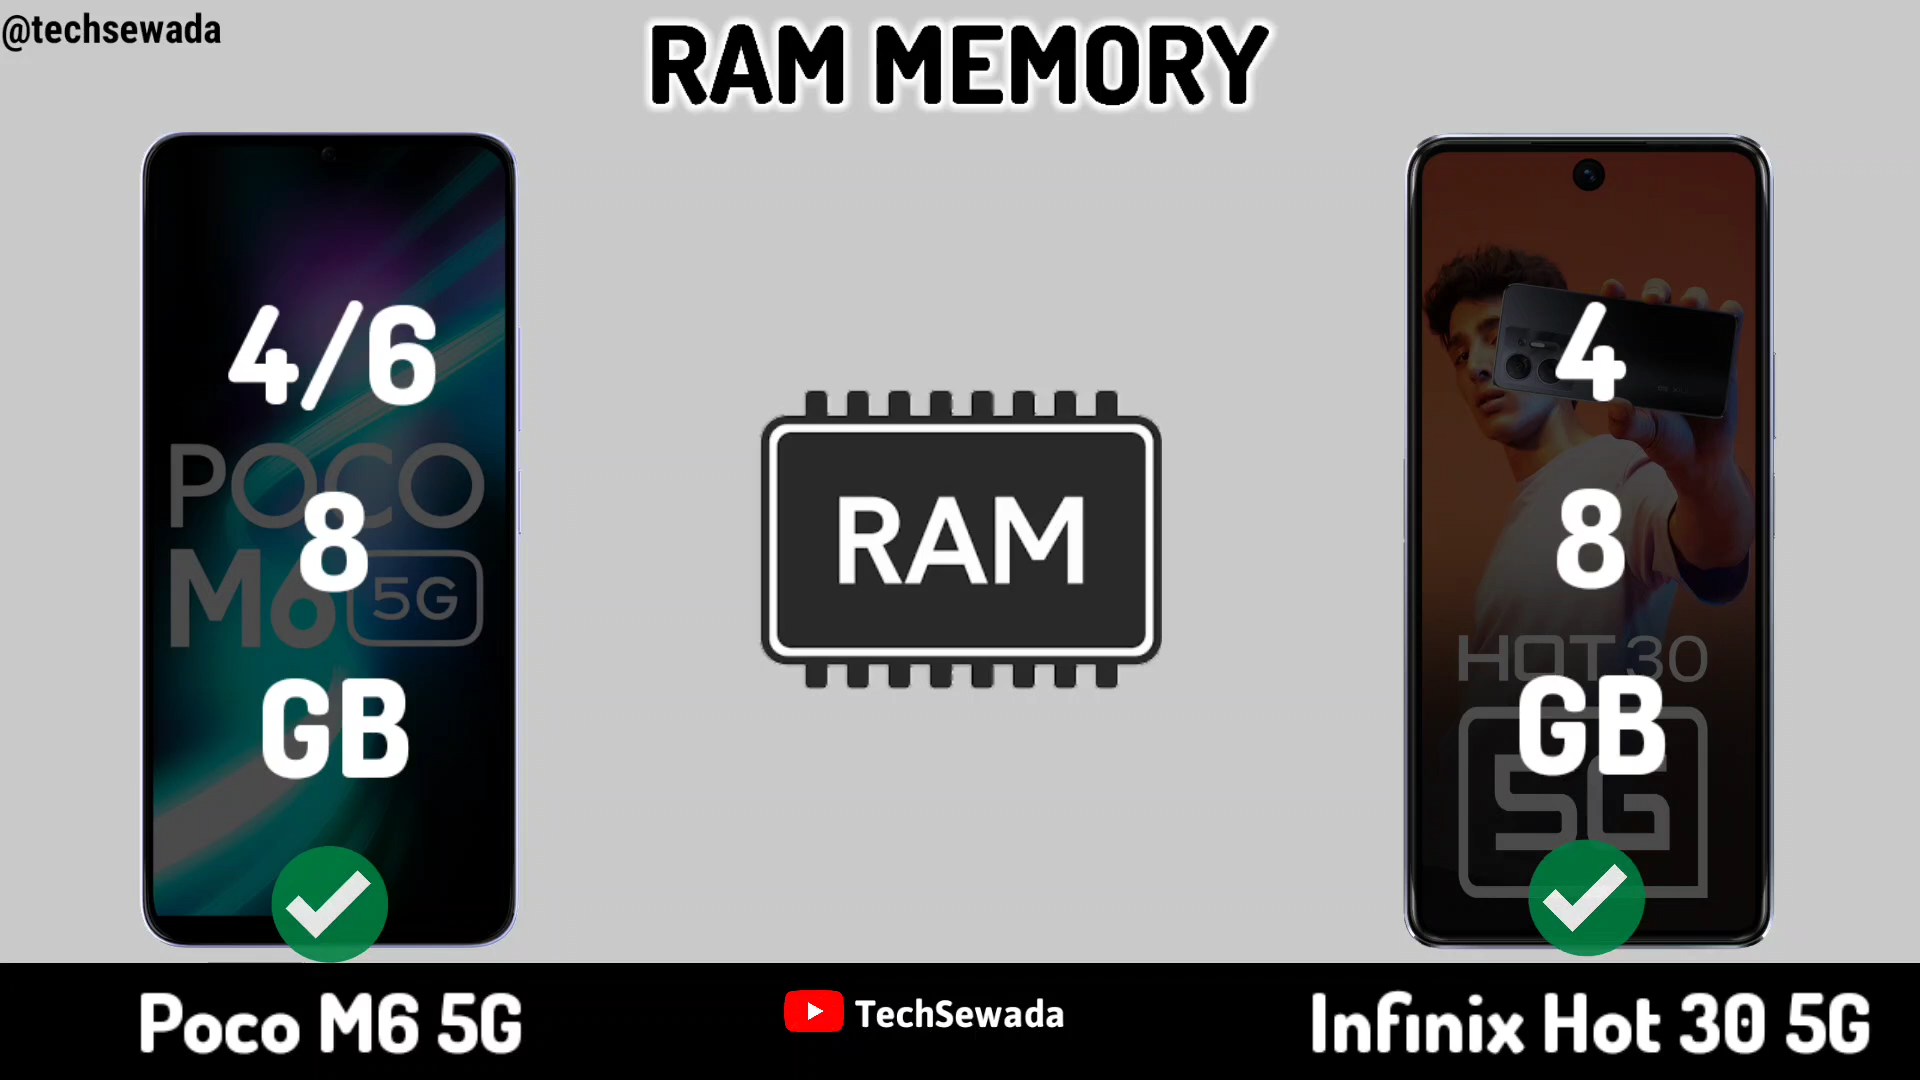 @techsewada
RAM MEMORY
4/6
8
GB
POCO
M6 5G
RAM
4
8
GB
HOT 30
5G
Poco M6 5G
TechSewada
Infinix Hot 30 5G